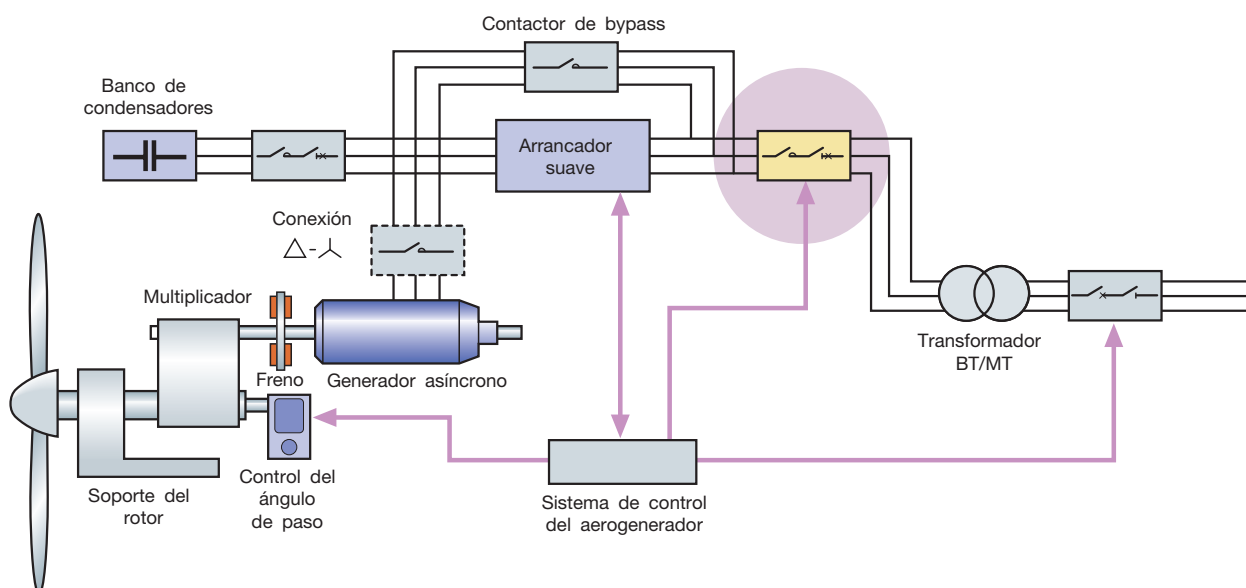 Contactor de bypass
Banco de
condensadores
Arrancador
suave
Conexión
Multiplicador
Freno
Generador asíncrono
Transformador
BT/MT
Soporte del
rotor
Control del
ángulo
de paso
Sistema de control
del aerogenerador